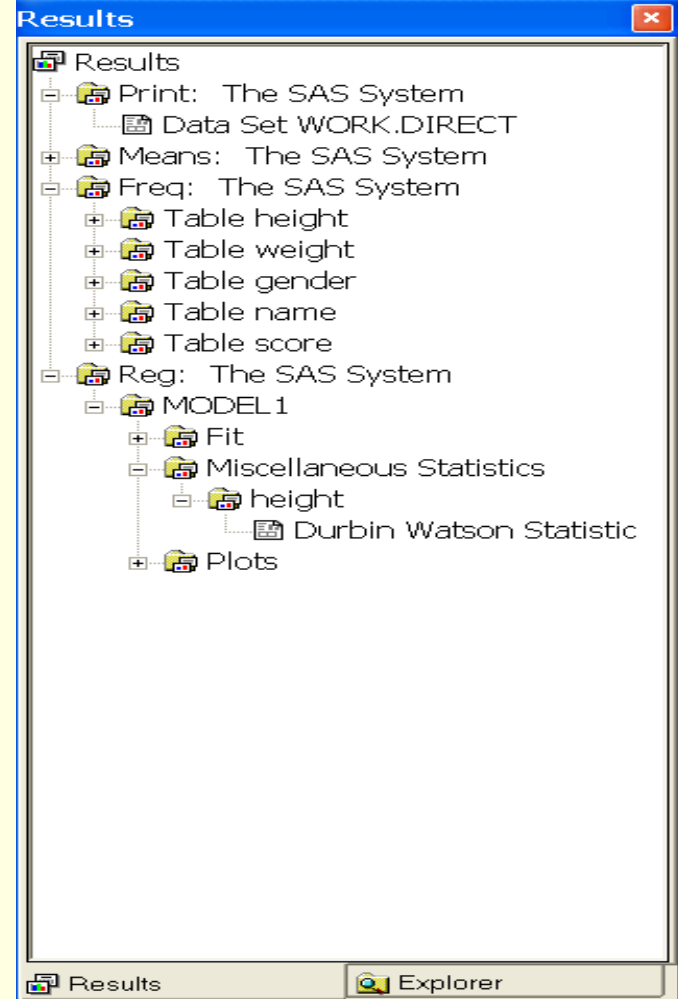 Results
Results
Print: The SAS System
Data Set WORK.DIRECT
Means: The SAS System
Freq: The SAS System
Table height
Table weight
Table gender
Table name
Table score
Reg: The SAS System
MODEL1
Fit
Miscellaneous Statistics
height
Durbin Watson Statistic
Plots
Results
Explorer